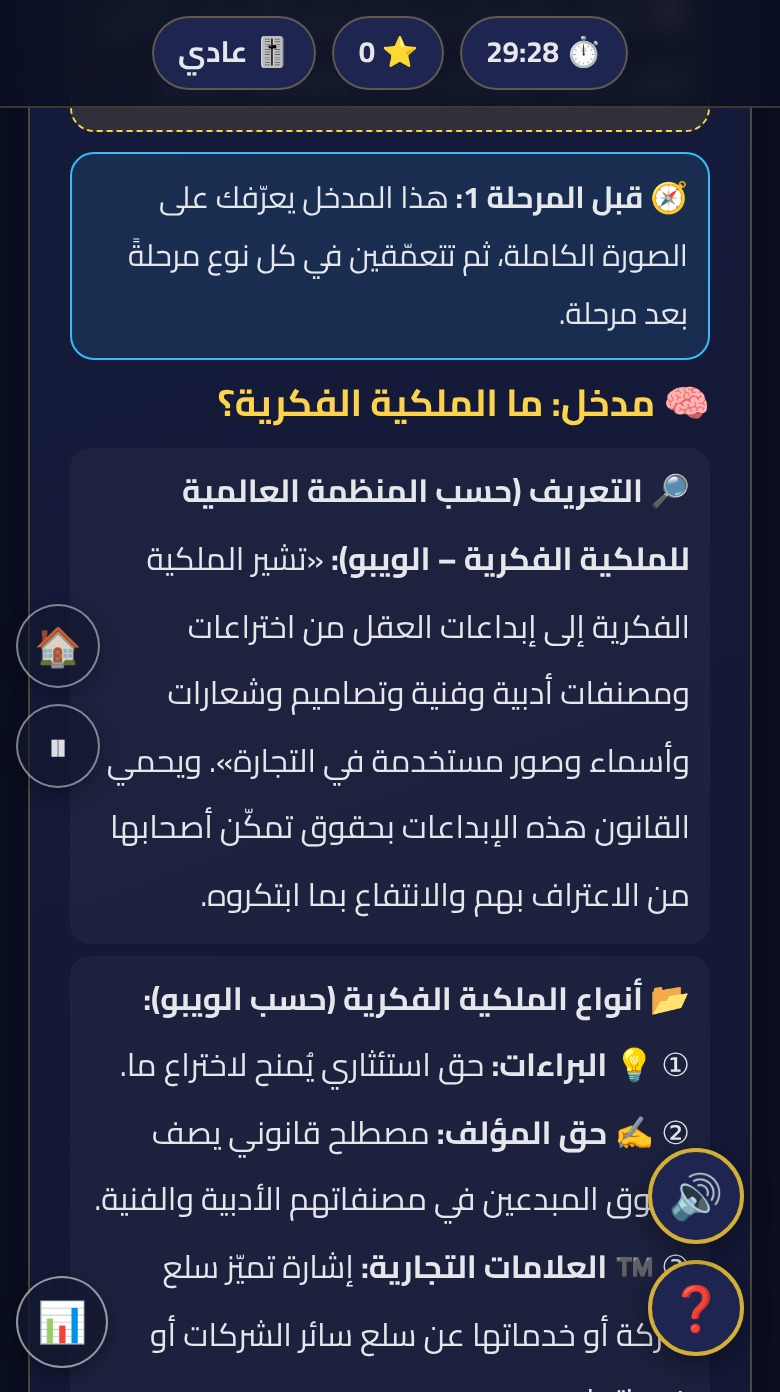 29:28
0
عادي
قبل المرحلة 1: هذا المدخل يعرّفك على
الصورة الكاملة، ثم تتعمّقين في كل نوع مرحلةً
بعد مرحلة.
مدخل: ما الملكية الفكرية؟
التعريف (حسب المنظمة العالمية
للملكية الفكرية – الويبو): «تشير الملكية
الفكرية إلى إبداعات العقل من اختراعات
ومصنفات أدبية وفنية وتصاميم وشعارات
وأسماء وصور مستخدمة في التجارة». ويحمي
القانون هذه الإبداعات بحقوق تمكّن أصحابها
من الاعتراف بهم والانتفاع بما ابتكروه.
أنواع الملكية الفكرية (حسب الويبو):
① البراءات: حق استئثاري يُمنح لاختراع ما.
② حق المؤلف: مصطلح قانوني يصف
المبدعين في مصنفاتهم الأدبية والفنية.
™ العلامات التجارية: إشارة تميّز سلع
أو خدماتها عن سلع سائر الشركات أو